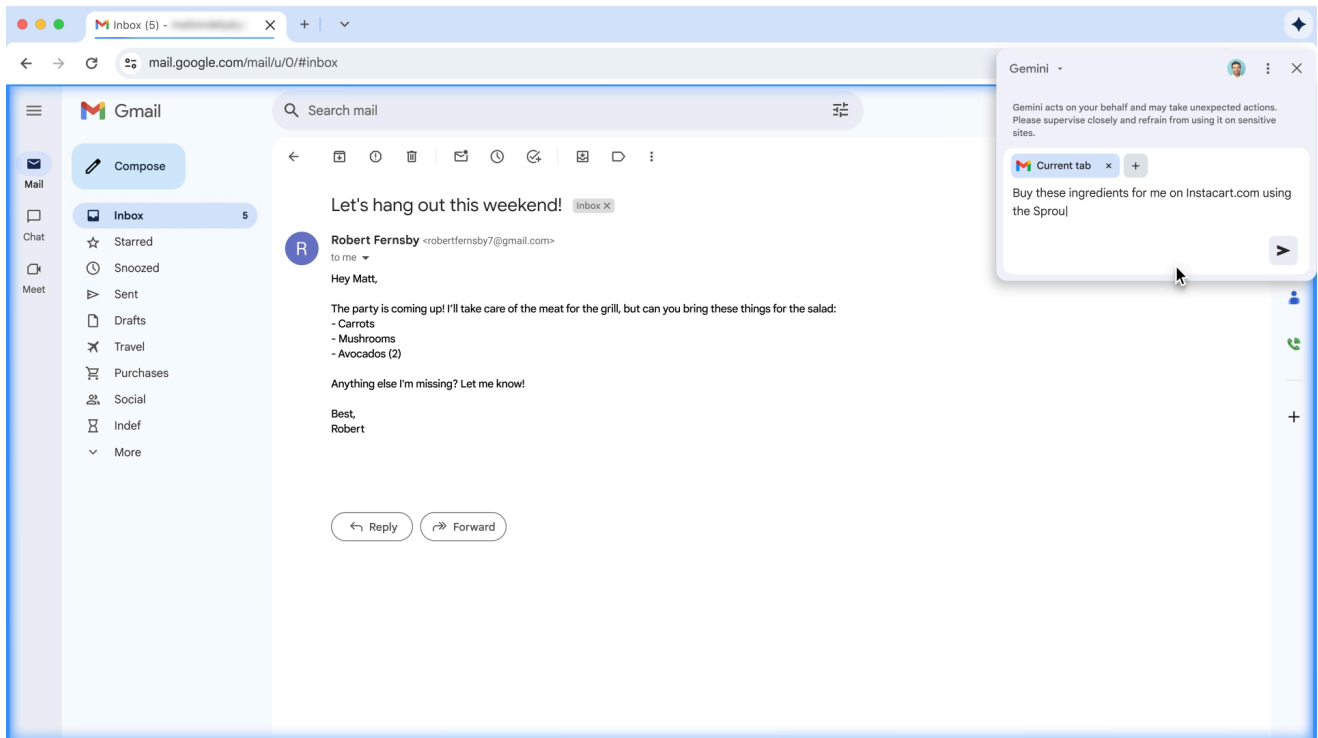 Inbox (5) -
mail.google.com/mail/u/0/#inbox
Gemini
Gemini acts on your behalf and may take unexpected actions.
Please supervise closely and refrain from using it on sensitive
sites.
Current tab
Buy these ingredients for me on Instacart.com using
the Sprou
Gmail
Search mail
Mail
Chat
Meet
Compose
Inbox 5
Starred
Snoozed
Sent
Drafts
Travel
Purchases
Social
Indef
More
Let's hang out this weekend! Inbox X
R
Robert Fernsby <robertfernsby7@gmail.com>
to me
Hey Matt,
The party is coming up! I'll take care of the meat for the grill, but can you bring these things for the salad:
- Carrots
- Mushrooms
- Avocados (2)
Anything else I'm missing? Let me know!
Best,
Robert
Reply
Forward